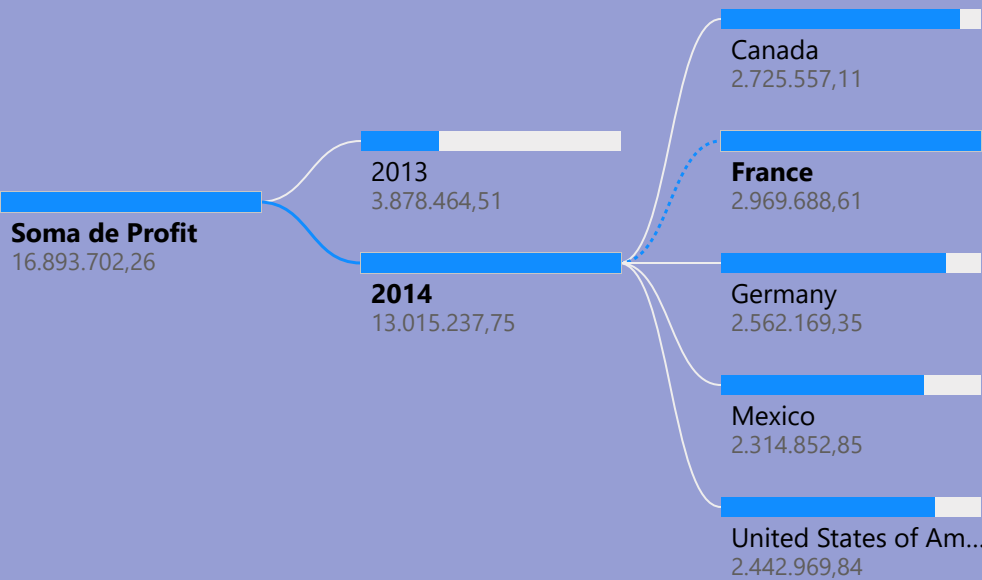 Soma de Profit
16.893.702,26
2013
3.878.464,51
2014
13.015.237,75
Canada
2.725.557,11
France
2.969.688,61
Germany
2.562.169,35
Mexico
2.314.852,85
United States of Am...
2.442.969,84